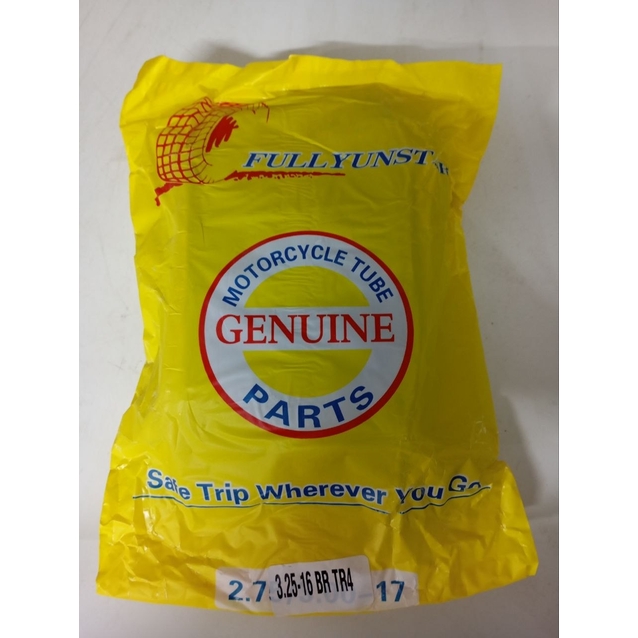 FULLYUNST
MOTORCYCLE TUBE
GENUINE
PARTS
Safe Trip Wherever You Go
2.7 3.25-16 BR TR4 17